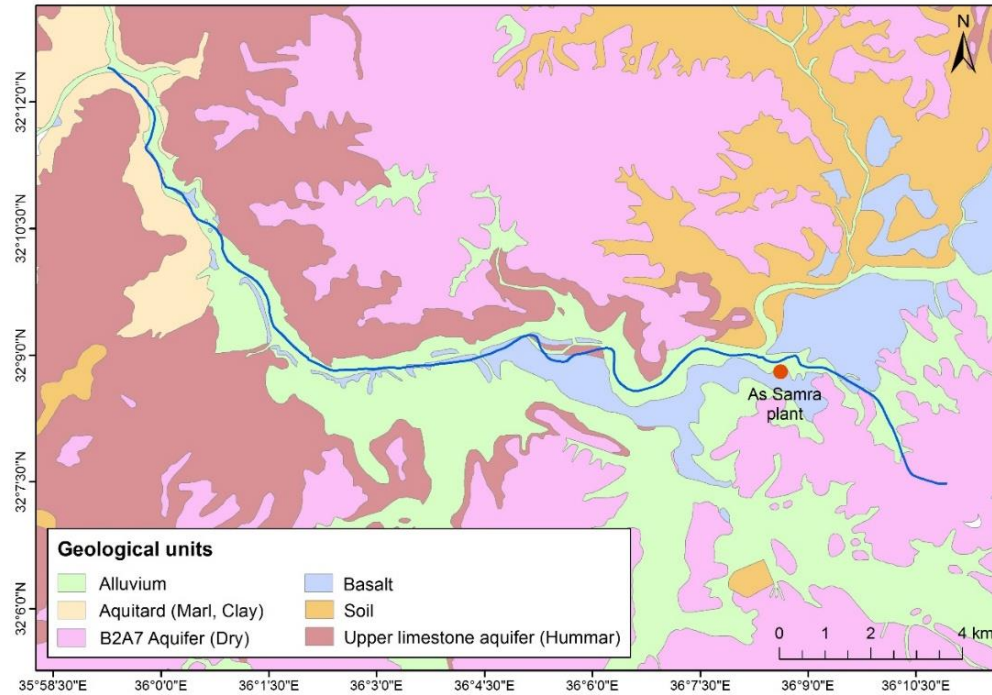 N
32°12'0"N
32°10'30"N
32°9'0"N
32°7'30"N
32°6'0"N
As Samra
plant
Geological units
Alluvium
Aquitard (Marl, Clay)
B2A7 Aquifer (Dry)
Basalt
Soil
Upper limestone aquifer (Hummar)
0 1 2 4 km
35°58'30"E 36°0'0"E 36°1'30"E 36°3'0"E 36°4'30"E 36°6'0"E 36°7'30"E 36°9'0"E 36°10'30"E